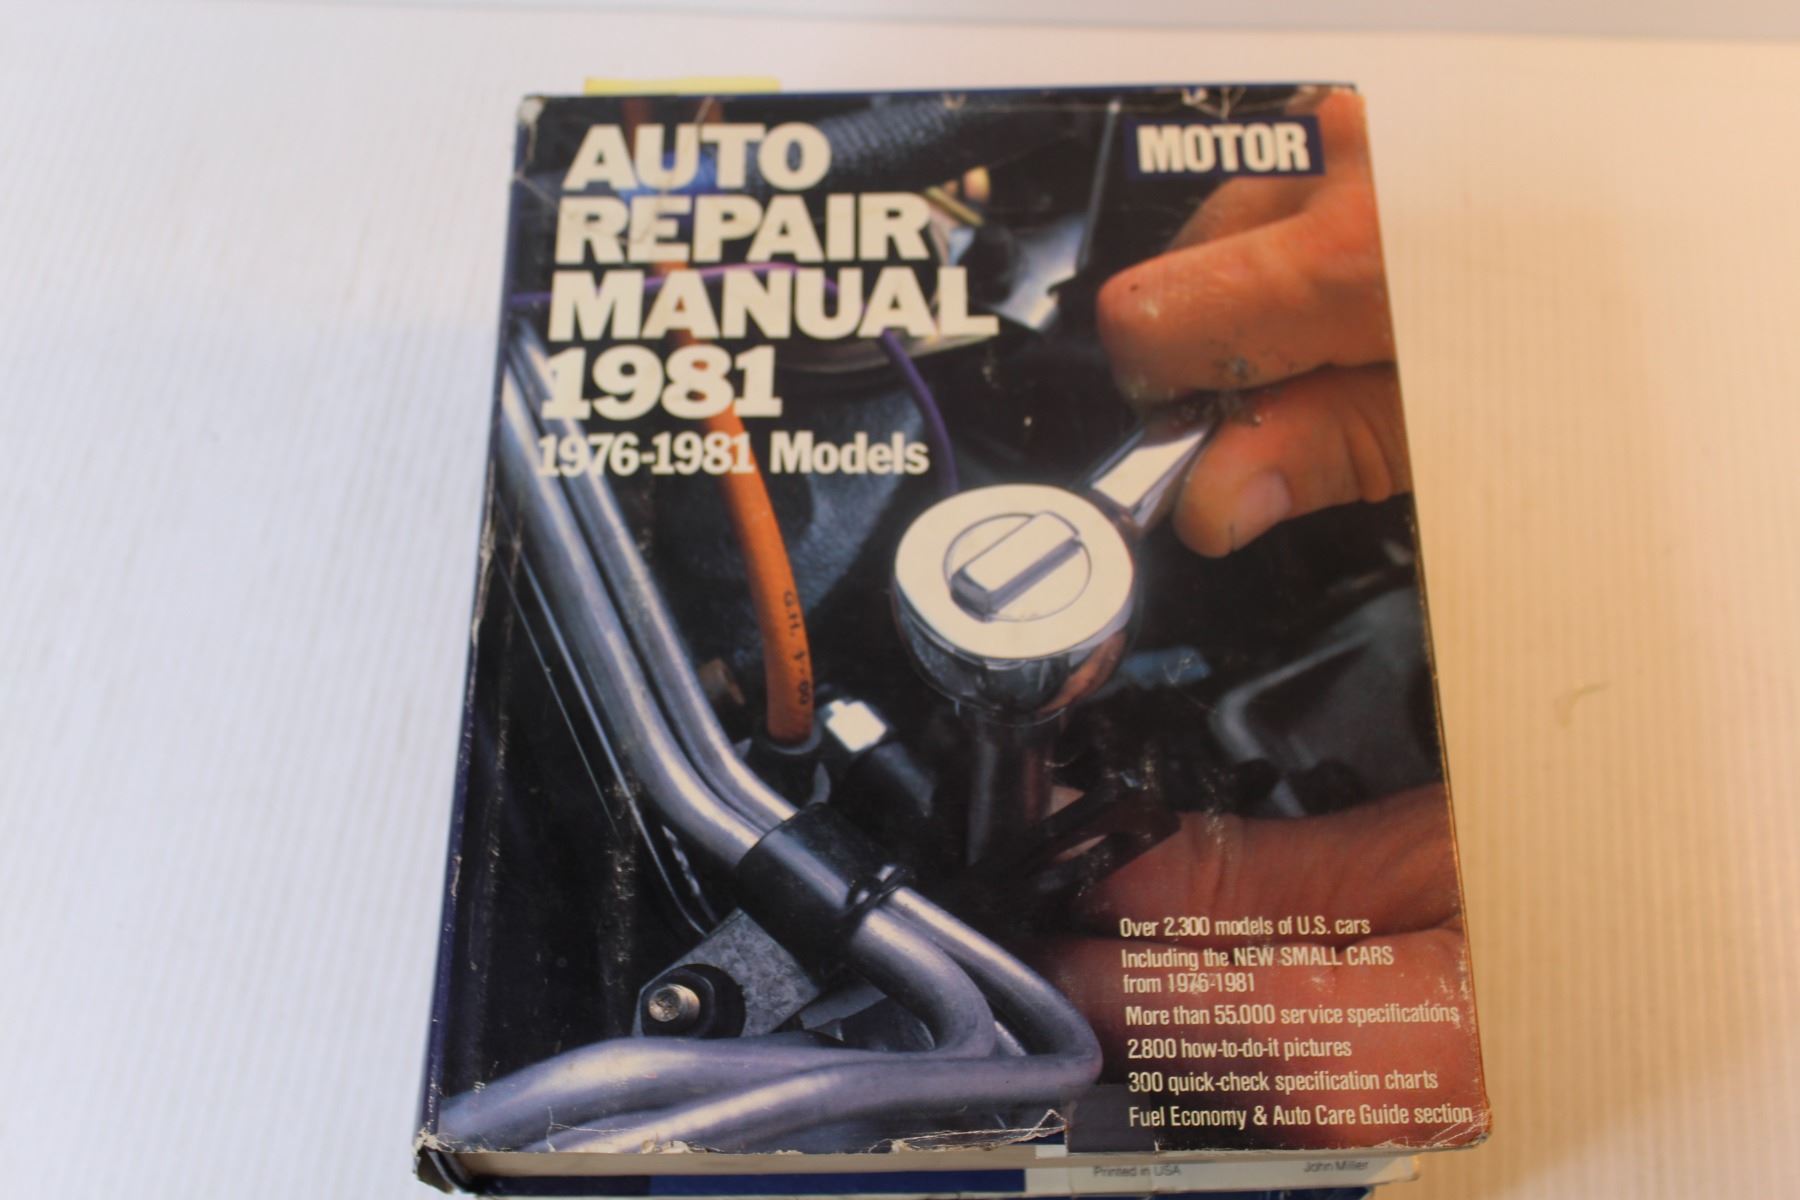 AUTO
REPAIR
MANUAL
1981
1976-1981 Models
MOTOR
G.H. Y-60
Over 2,300 models of U.S. cars
Including the NEW SMALL CARS
from 1976-1981
More than 55,000 service specifications
2,800 how-to-do-it pictures
300 quick-check specification charts
Fuel Economy & Auto Care Guide section
Printed in USA
John Miller